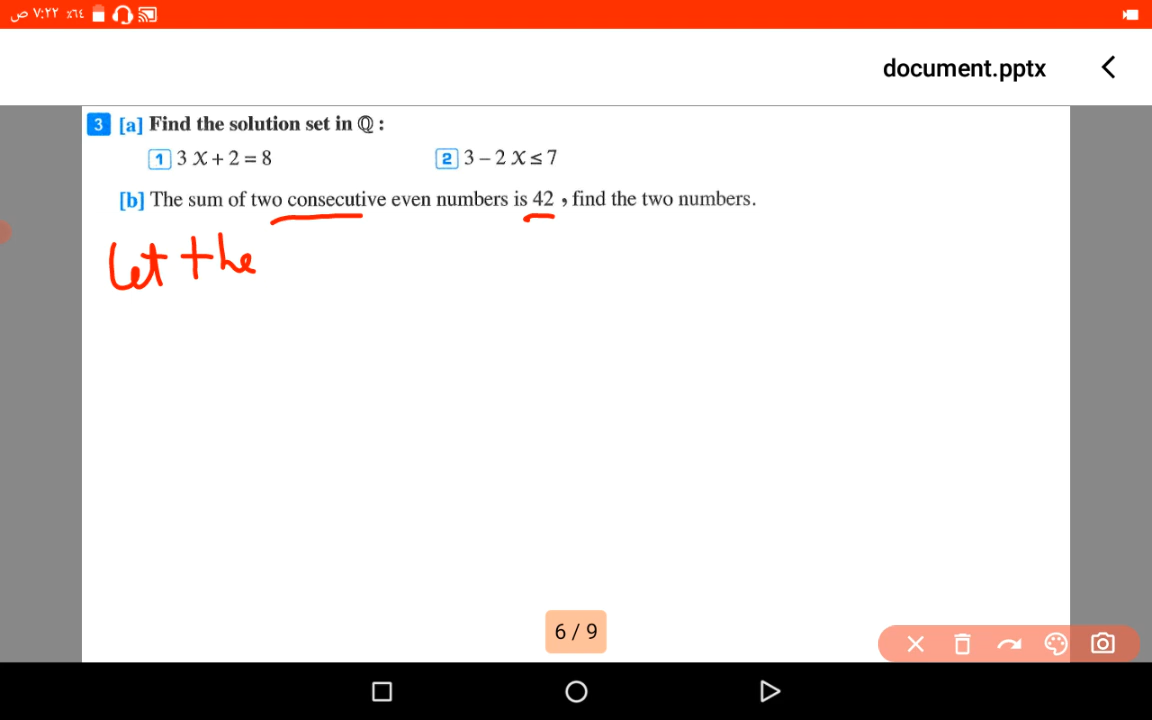 ص ٧:٢٢ ٪٦٤
document.pptx
3 [a] Find the solution set in ℚ :
1 3 x + 2 = 8 2 3 – 2 x ≤ 7
[b] The sum of two consecutive even numbers is 42 , find the two numbers.
Let the
6 / 9